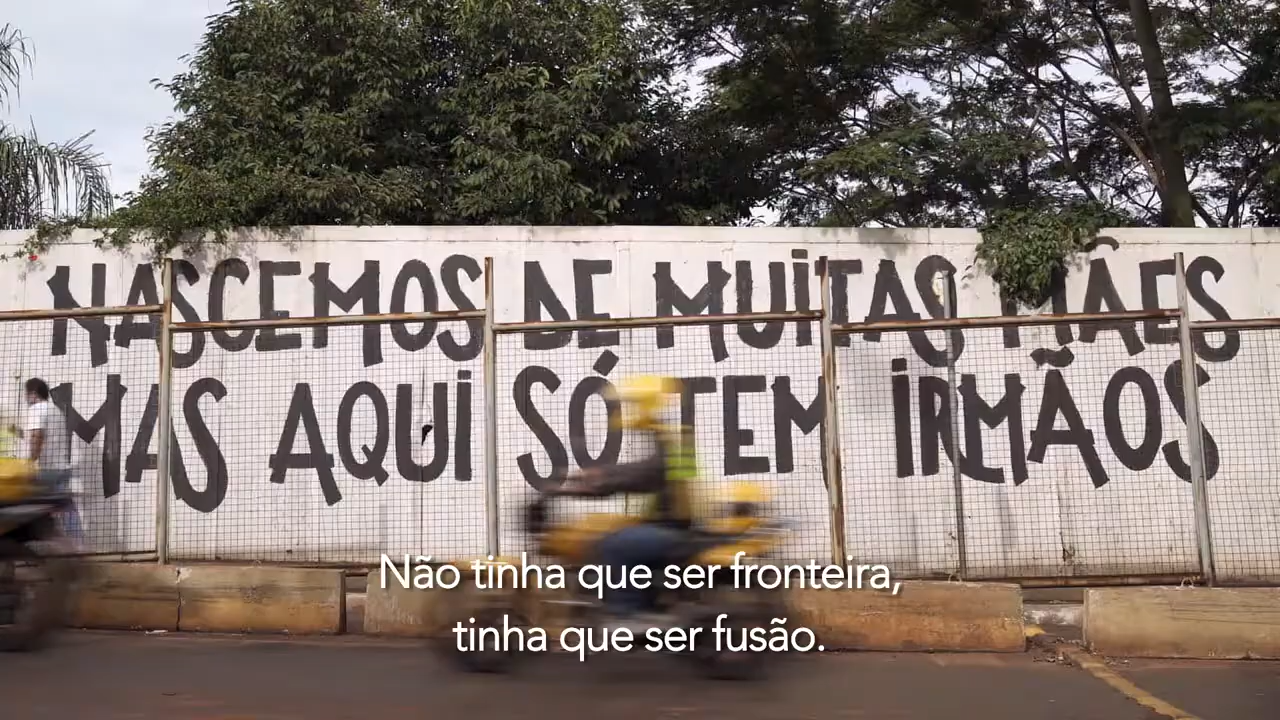 NASCEMOS DE MUITAS MÃES
MAS AQUI SÓ TEM IRMÃOS
Não tinha que ser fronteira,
tinha que ser fusão.